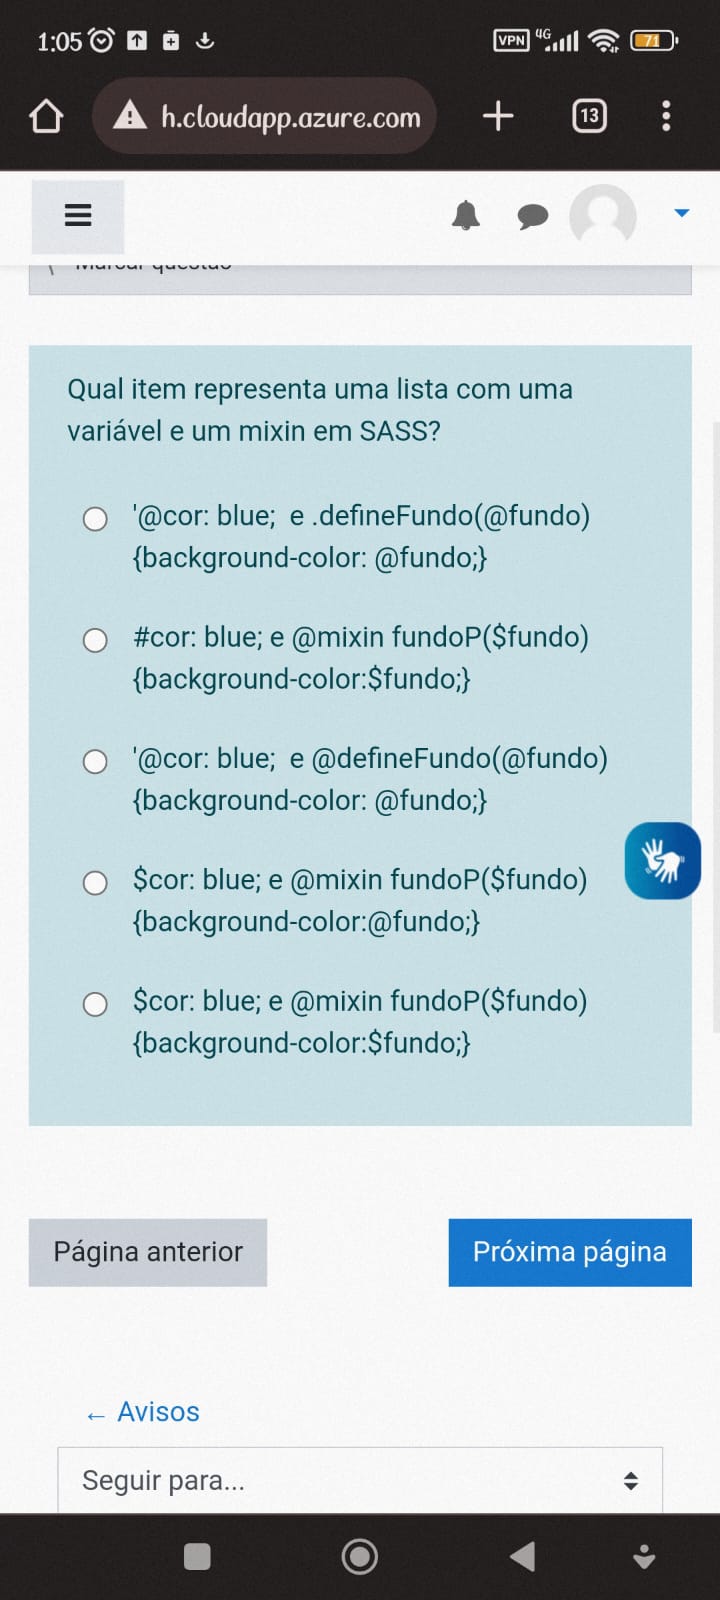 1:05
VPN 4G 71
h.cloudapp.azure.com
13
Marcar questão
Qual item representa uma lista com uma
variável e um mixin em SASS?
'@cor: blue;  e .defineFundo(@fundo)
{background-color: @fundo;}
#cor: blue; e @mixin fundoP($fundo)
{background-color:$fundo;}
'@cor: blue;  e @defineFundo(@fundo)
{background-color: @fundo;}
$cor: blue; e @mixin fundoP($fundo)
{background-color:@fundo;}
$cor: blue; e @mixin fundoP($fundo)
{background-color:$fundo;}
Página anterior
Próxima página
← Avisos
Seguir para...